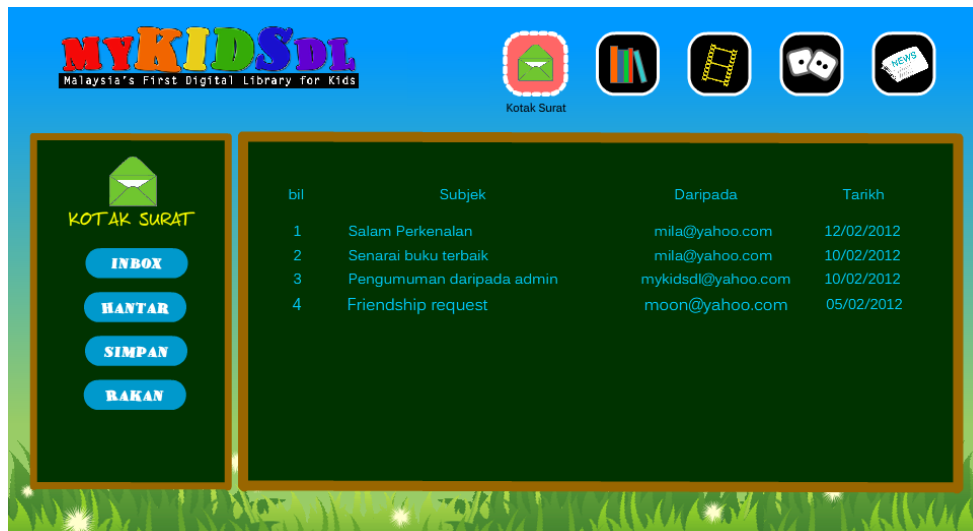 MYKIDSDL
Malaysia's First Digital Library for Kids
NEWS
Kotak Surat
KOTAK SURAT
INBOX
HANTAR
SIMPAN
RAKAN
bil Subjek Daripada Tarikh
1 Salam Perkenalan mila@yahoo.com 12/02/2012
2 Senarai buku terbaik mila@yahoo.com 10/02/2012
3 Pengumuman daripada admin mykidsdl@yahoo.com 10/02/2012
4 Friendship request moon@yahoo.com 05/02/2012